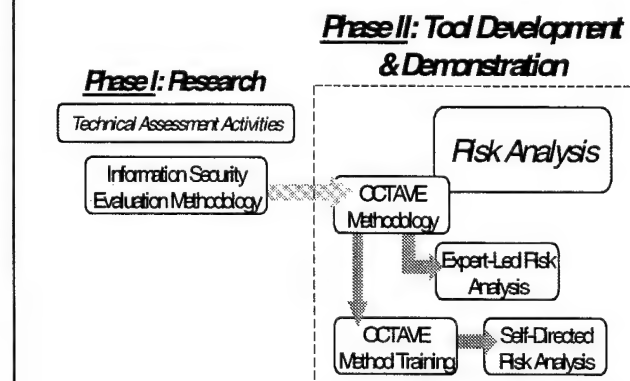 Phase II: Tool Development
& Demonstration
Phase I: Research
Technical Assessment Activities
Risk Analysis
Information Security
Evaluation Methodology
OCTAVE
Methodology
Expert-Led Risk
Analysis
OCTAVE
Method Training
Self-Directed
Risk Analysis